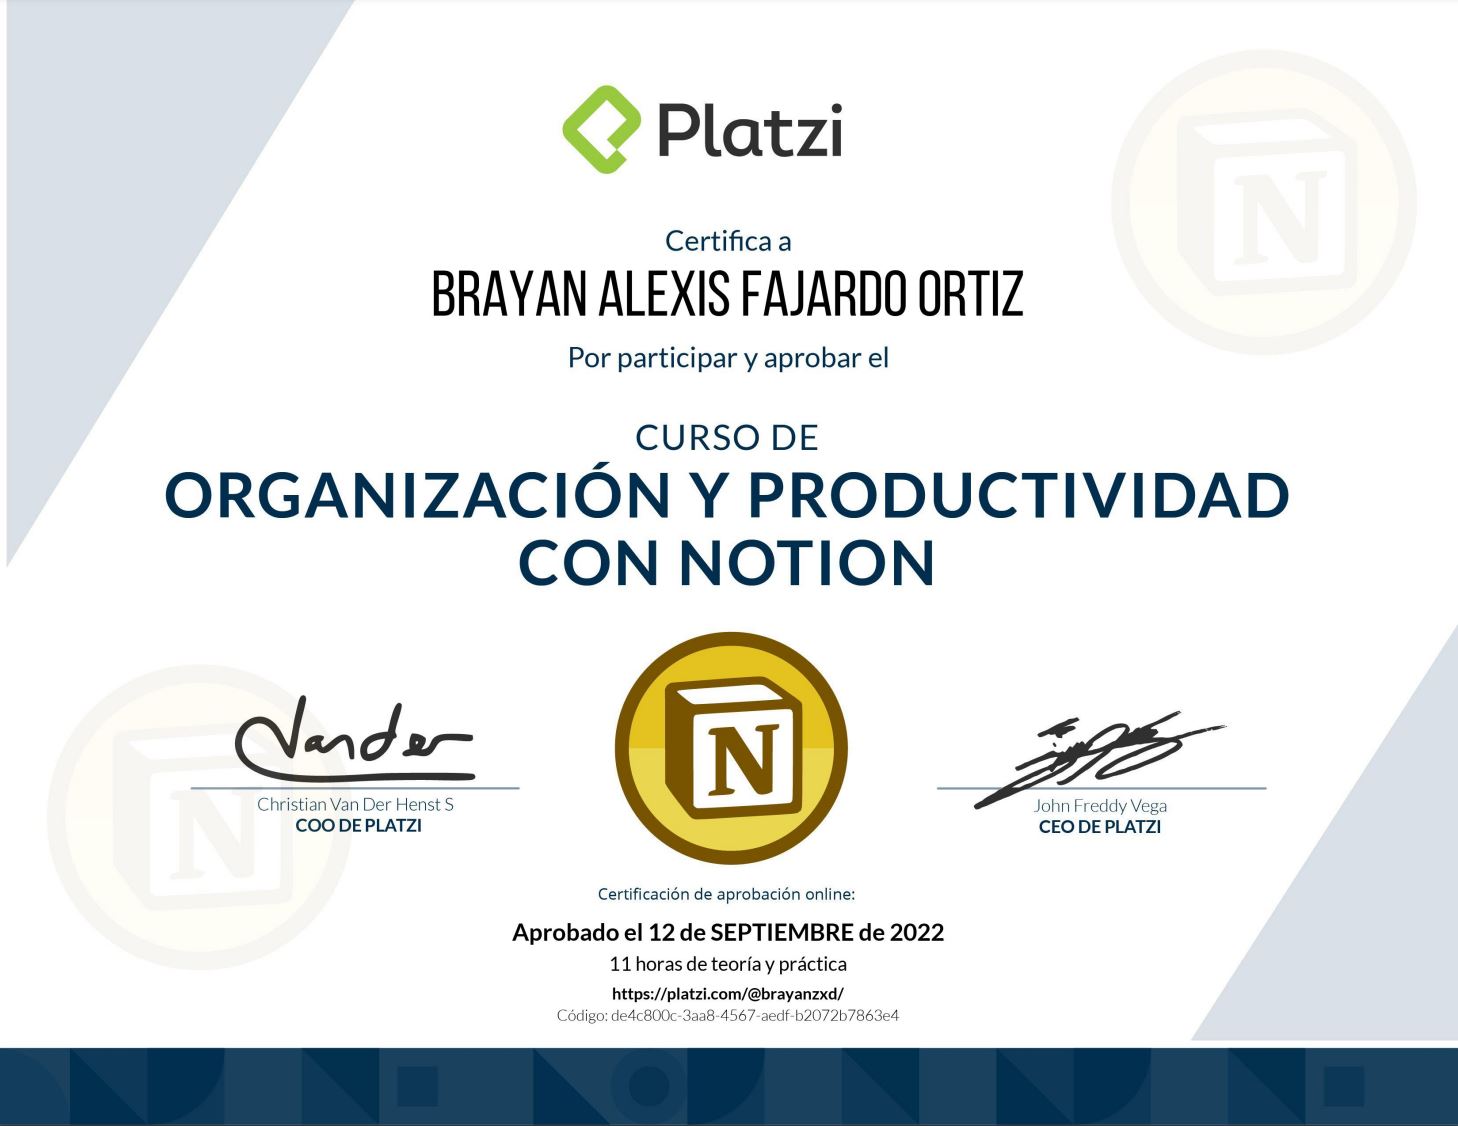 Platzi
Certifica a
BRAYAN ALEXIS FAJARDO ORTIZ
Por participar y aprobar el
CURSO DE
ORGANIZACIÓN Y PRODUCTIVIDAD
CON NOTION
N
N
N
Vander
Christian Van Der Henst S
COO DE PLATZI
John Freddy Vega
CEO DE PLATZI
Certificación de aprobación online:
Aprobado el 12 de SEPTIEMBRE de 2022
11 horas de teoría y práctica
https://platzi.com/@brayanzxd/
Código: de4c800c-3aa8-4567-aedf-b2072b7863e4